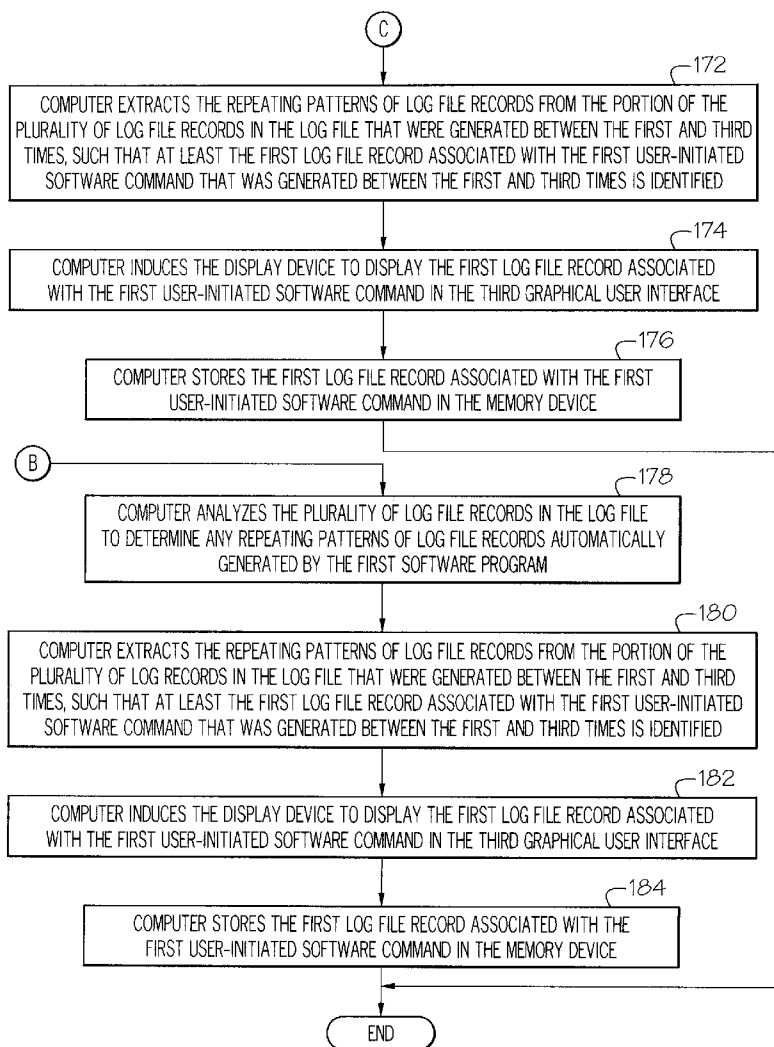 C
172
COMPUTER EXTRACTS THE REPEATING PATTERNS OF LOG FILE RECORDS FROM THE PORTION OF THE
PLURALITY OF LOG FILE RECORDS IN THE LOG FILE THAT WERE GENERATED BETWEEN THE FIRST AND THIRD
TIMES, SUCH THAT AT LEAST THE FIRST LOG FILE RECORD ASSOCIATED WITH THE FIRST USER-INITIATED
SOFTWARE COMMAND THAT WAS GENERATED BETWEEN THE FIRST AND THIRD TIMES IS IDENTIFIED
174
COMPUTER INDUCES THE DISPLAY DEVICE TO DISPLAY THE FIRST LOG FILE RECORD ASSOCIATED
WITH THE FIRST USER-INITIATED SOFTWARE COMMAND IN THE THIRD GRAPHICAL USER INTERFACE
176
COMPUTER STORES THE FIRST LOG FILE RECORD ASSOCIATED WITH THE FIRST
USER-INITIATED SOFTWARE COMMAND IN THE MEMORY DEVICE
B
178
COMPUTER ANALYZES THE PLURALITY OF LOG FILE RECORDS IN THE LOG FILE
TO DETERMINE ANY REPEATING PATTERNS OF LOG FILE RECORDS AUTOMATICALLY
GENERATED BY THE FIRST SOFTWARE PROGRAM
180
COMPUTER EXTRACTS THE REPEATING PATTERNS OF LOG FILE RECORDS FROM THE PORTION OF THE
PLURALITY OF LOG RECORDS IN THE LOG FILE THAT WERE GENERATED BETWEEN THE FIRST AND THIRD
TIMES, SUCH THAT AT LEAST THE FIRST LOG FILE RECORD ASSOCIATED WITH THE FIRST USER-INITIATED
SOFTWARE COMMAND THAT WAS GENERATED BETWEEN THE FIRST AND THIRD TIMES IS IDENTIFIED
182
COMPUTER INDUCES THE DISPLAY DEVICE TO DISPLAY THE FIRST LOG FILE RECORD ASSOCIATED
WITH THE FIRST USER-INITIATED SOFTWARE COMMAND IN THE THIRD GRAPHICAL USER INTERFACE
184
COMPUTER STORES THE FIRST LOG FILE RECORD ASSOCIATED WITH THE
FIRST USER-INITIATED SOFTWARE COMMAND IN THE MEMORY DEVICE
END